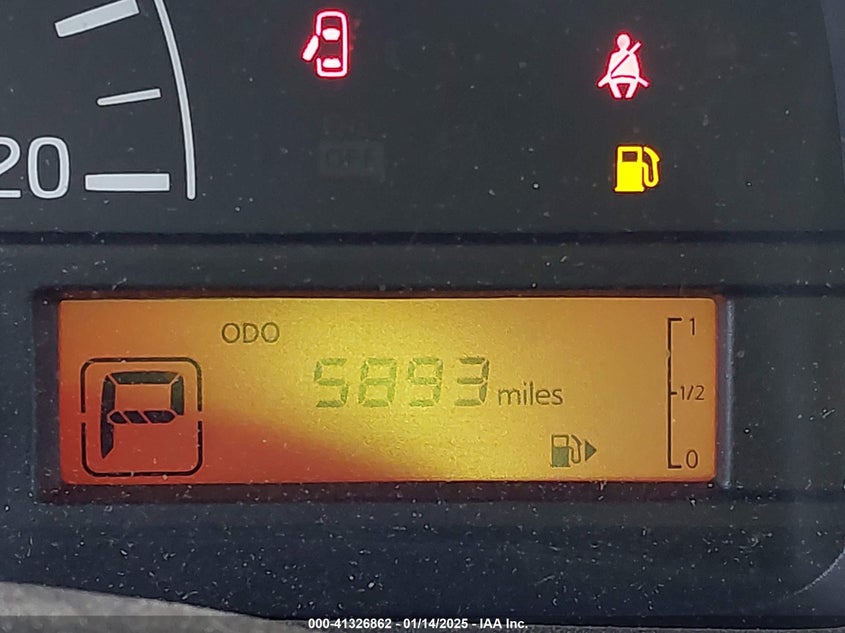 20
OFF
ODO
5893 miles
1
1/2
0
P
000-41326862 - 01/14/2025 - IAA Inc.